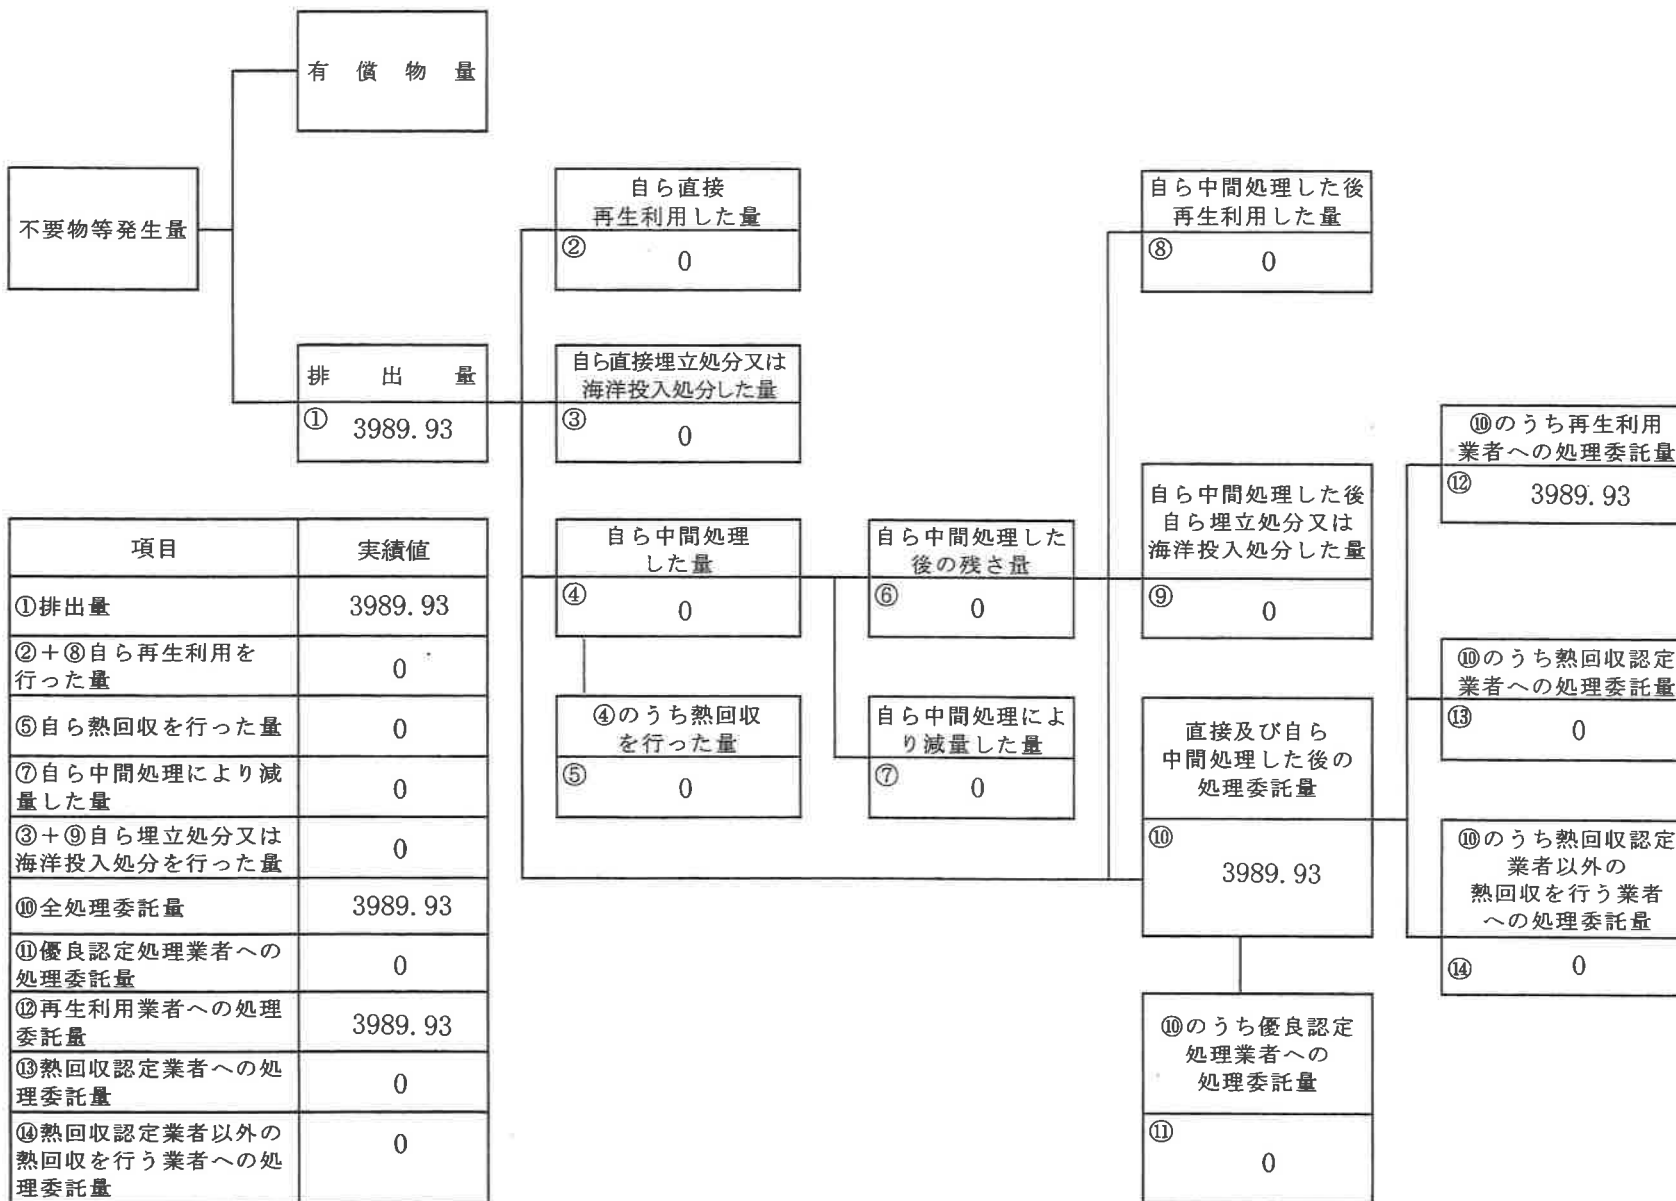 有償物量
不要物等発生量
排出量
①
3989.93
自ら直接
再生利用した量
②
0
自ら直接埋立処分又は
海洋投入処分した量
③
0
自ら中間処理
した量
④
0
④のうち熱回収
を行った量
⑤
0
自ら中間処理した
後の残さ量
⑥
0
自ら中間処理によ
り減量した量
⑦
0
自ら中間処理した後
再生利用した量
⑧
0
自ら中間処理した後
自ら埋立処分又は
海洋投入処分した量
⑨
0
直接及び自ら
中間処理した後の
処理委託量
⑩
3989.93
⑩のうち優良認定
処理業者への
処理委託量
⑪
0
⑩のうち再生利用
業者への処理委託量
⑫
3989.93
⑩のうち熱回収認定
業者への処理委託量
⑬
0
⑩のうち熱回収認定
業者以外の
熱回収を行う業者
への処理委託量
⑭
0
項目 実績値
①排出量 3989.93
②+⑧自ら再生利用を
行った量 0
⑤自ら熱回収を行った量 0
⑦自ら中間処理により減
量した量 0
③+⑨自ら埋立処分又は
海洋投入処分を行った量 0
⑩全処理委託量 3989.93
⑪優良認定処理業者への
処理委託量 0
⑫再生利用業者への処理
委託量 3989.93
⑬熱回収認定業者への処
理委託量 0
⑭熱回収認定業者以外の
熱回収を行う業者への処
理委託量 0